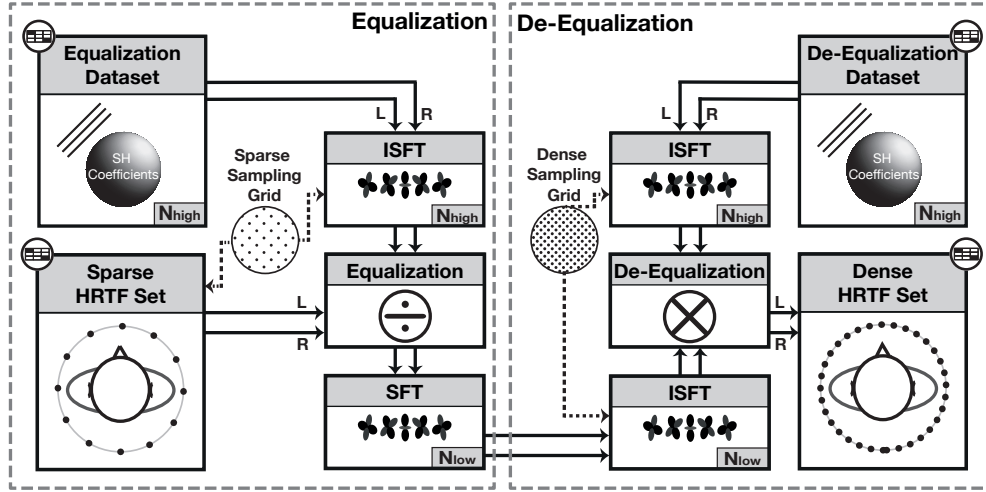 Equalization
De-Equalization
Equalization
Dataset
SH
Coefficients
Nhigh
L
R
ISFT
Nhigh
Sparse
Sampling
Grid
Sparse
HRTF Set
L
R
Equalization
SFT
Nlow
Dense
Sampling
Grid
L
R
ISFT
Nhigh
De-Equalization
Dataset
SH
Coefficients
Nhigh
De-Equalization
L
R
Dense
HRTF Set
ISFT
Nlow